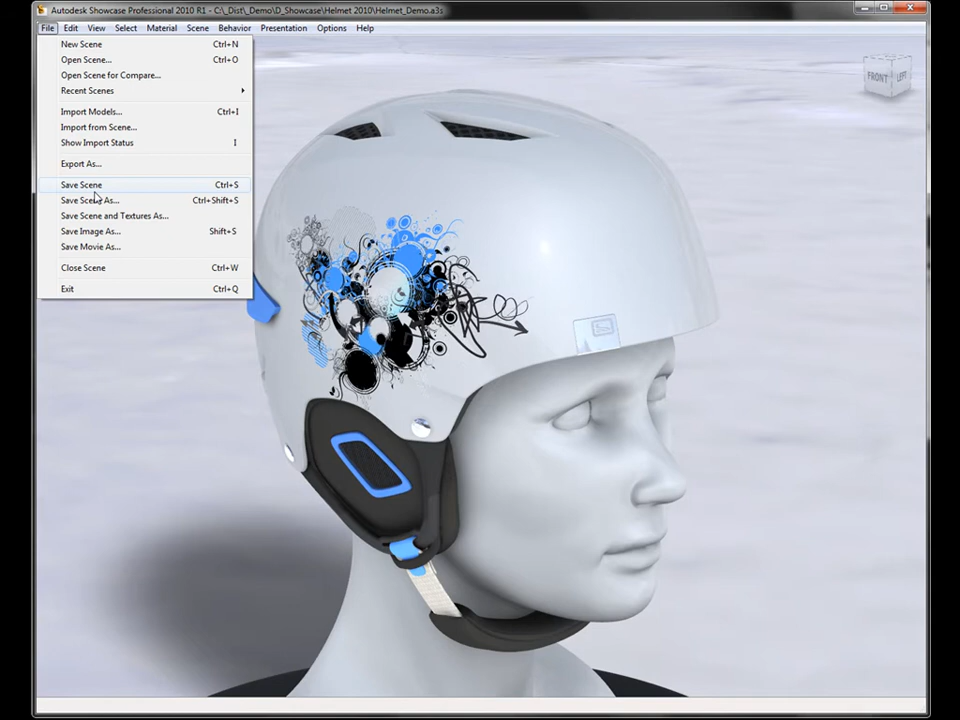 Autodesk Showcase Professional 2010 R1 - C:\_Dist\_Demo\D_Showcase\Helmet 2010\Helmet_Demo.a3s
File Edit View Select Material Scene Behavior Presentation Options Help
New Scene Ctrl+N
Open Scene... Ctrl+O
Open Scene for Compare...
Recent Scenes
Import Models... Ctrl+I
Import from Scene...
Show Import Status I
Export As...
Save Scene Ctrl+S
Save Scene As... Ctrl+Shift+S
Save Scene and Textures As...
Save Image As... Shift+S
Save Movie As...
Close Scene Ctrl+W
Exit Ctrl+Q
FRONT LEFT